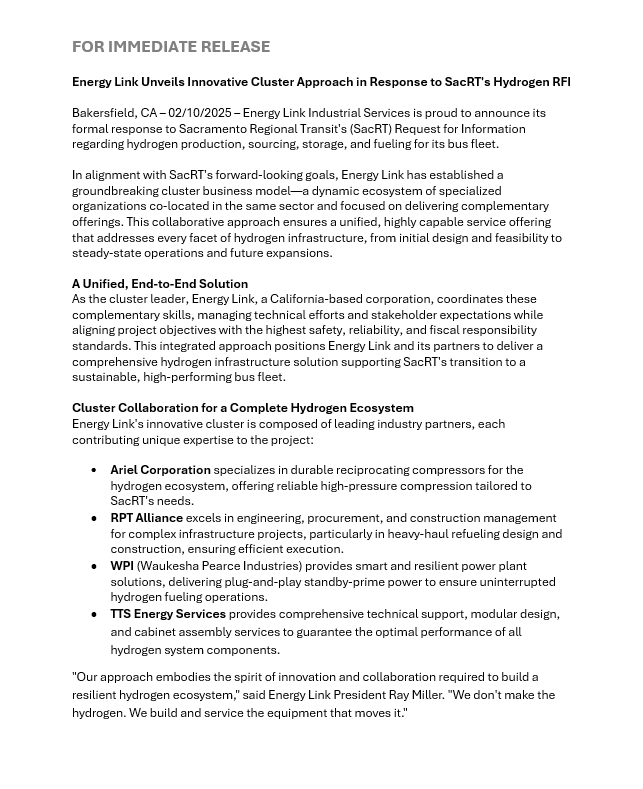 FOR IMMEDIATE RELEASE
Energy Link Unveils Innovative Cluster Approach in Response to SacRT's Hydrogen RFI
Bakersfield, CA – 02/10/2025 – Energy Link Industrial Services is proud to announce its
formal response to Sacramento Regional Transit's (SacRT) Request for Information
regarding hydrogen production, sourcing, storage, and fueling for its bus fleet.
In alignment with SacRT's forward-looking goals, Energy Link has established a
groundbreaking cluster business model—a dynamic ecosystem of specialized
organizations co-located in the same sector and focused on delivering complementary
offerings. This collaborative approach ensures a unified, highly capable service offering
that addresses every facet of hydrogen infrastructure, from initial design and feasibility to
steady-state operations and future expansions.
A Unified, End-to-End Solution
As the cluster leader, Energy Link, a California-based corporation, coordinates these
complementary skills, managing technical efforts and stakeholder expectations while
aligning project objectives with the highest safety, reliability, and fiscal responsibility
standards. This integrated approach positions Energy Link and its partners to deliver a
comprehensive hydrogen infrastructure solution supporting SacRT's transition to a
sustainable, high-performing bus fleet.
Cluster Collaboration for a Complete Hydrogen Ecosystem
Energy Link's innovative cluster is composed of leading industry partners, each
contributing unique expertise to the project:
• Ariel Corporation specializes in durable reciprocating compressors for the
hydrogen ecosystem, offering reliable high-pressure compression tailored to
SacRT's needs.
• RPT Alliance excels in engineering, procurement, and construction management
for complex infrastructure projects, particularly in heavy-haul refueling design and
construction, ensuring efficient execution.
• WPI (Waukesha Pearce Industries) provides smart and resilient power plant
solutions, delivering plug-and-play standby-prime power to ensure uninterrupted
hydrogen fueling operations.
• TTS Energy Services provides comprehensive technical support, modular design,
and cabinet assembly services to guarantee the optimal performance of all
hydrogen system components.
"Our approach embodies the spirit of innovation and collaboration required to build a
resilient hydrogen ecosystem," said Energy Link President Ray Miller. "We don't make the
hydrogen. We build and service the equipment that moves it."